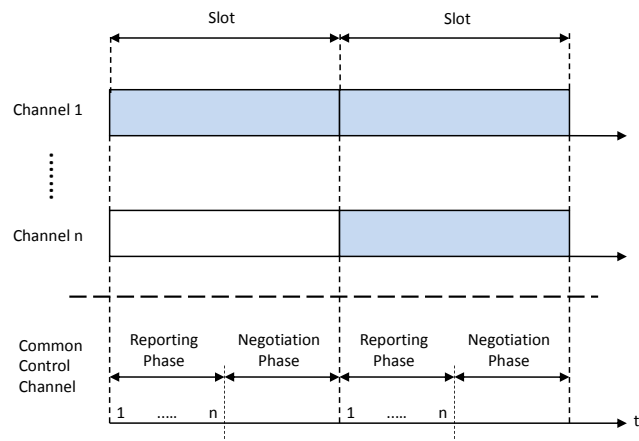 Slot Slot
Channel 1
Channel n
Common
Control
Channel
Reporting
Phase
Negotiation
Phase
Reporting
Phase
Negotiation
Phase
1 ..... n 1 ..... n t